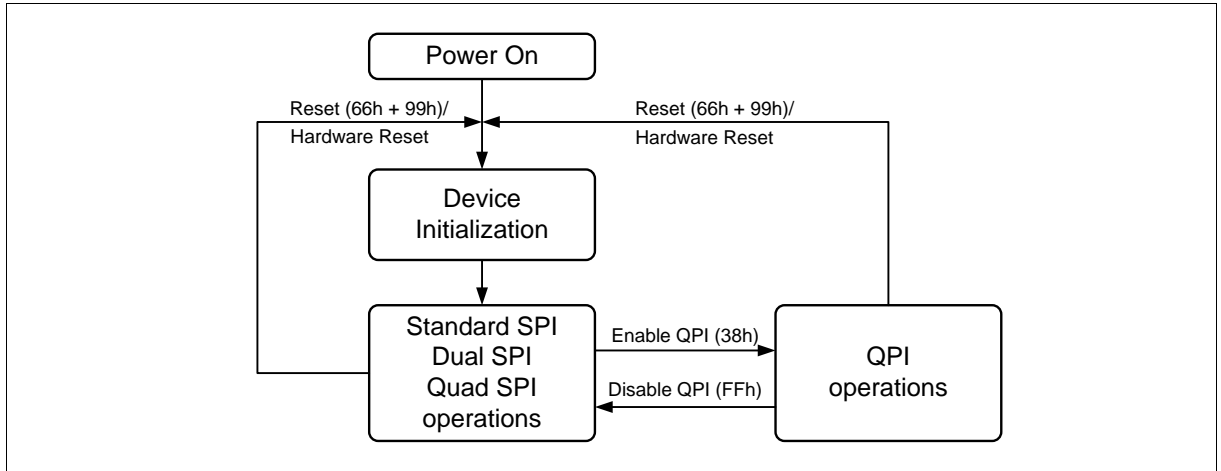 Power On
Reset (66h + 99h)/
Hardware Reset
Reset (66h + 99h)/
Hardware Reset
Device
Initialization
Standard SPI
Dual SPI
Quad SPI
operations
Enable QPI (38h)
Disable QPI (FFh)
QPI
operations